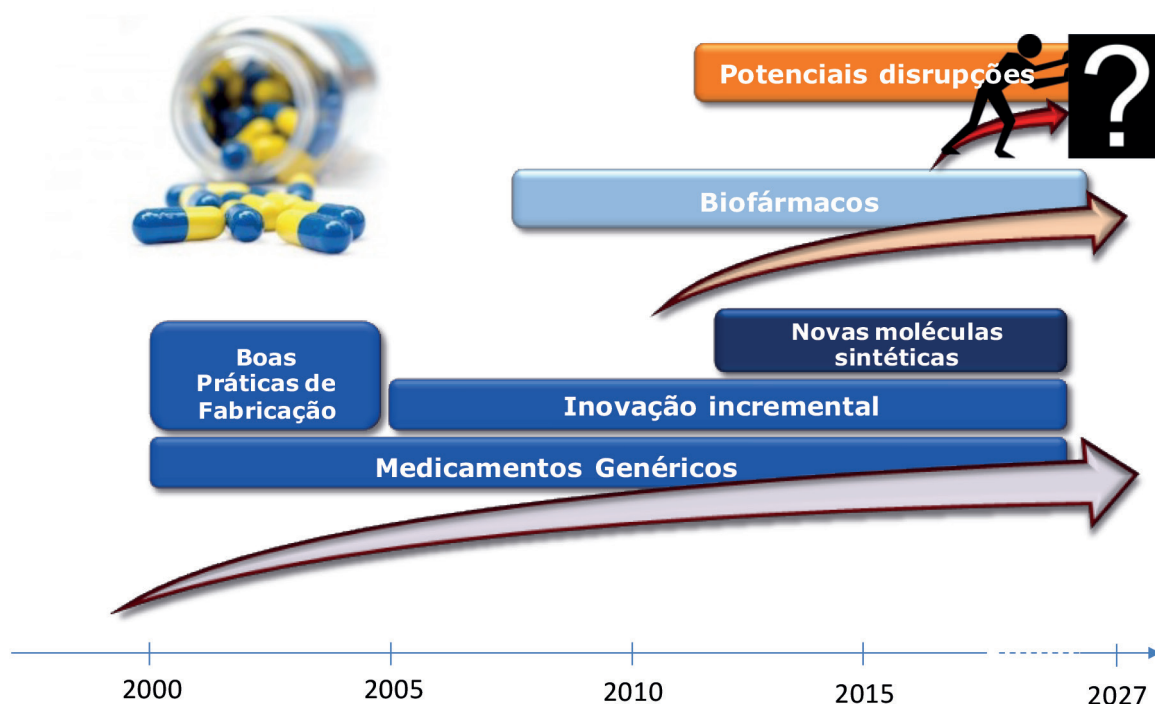 Potenciais disrupções
?
Biofármacos
Novas moléculas
sintéticas
Boas
Práticas de
Fabricação
Inovação incremental
Medicamentos Genéricos
2000
2005
2010
2015
2027